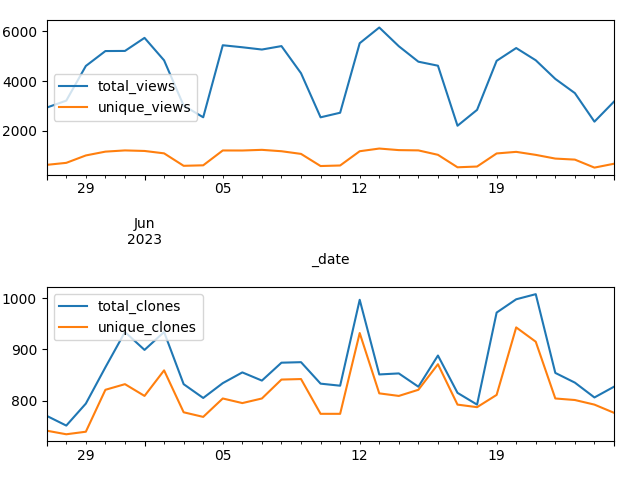 6000
4000
2000
total_views
unique_views
29
05
12
19
Jun
2023
_date
1000
900
800
total_clones
unique_clones
29
05
12
19